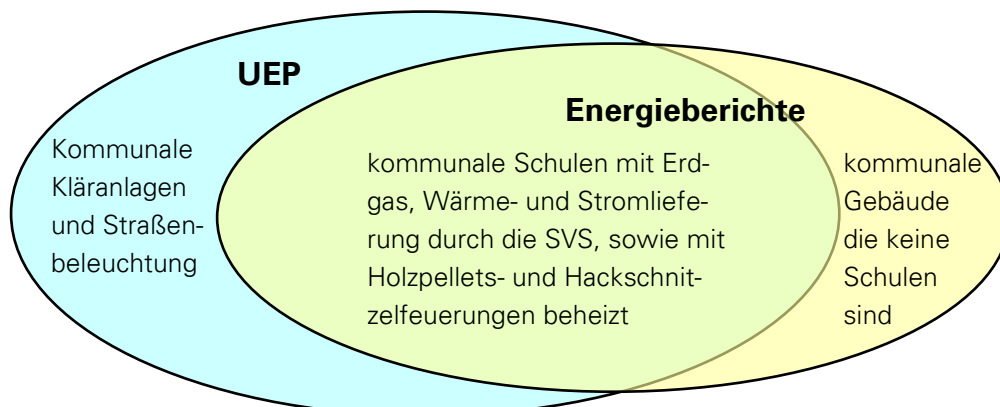 UEP
Energieberichte
Kommunale
Kläranlagen
und Straßen-
beleuchtung
kommunale Schulen mit Erd-
gas, Wärme- und Stromliefe-
rung durch die SVS, sowie mit
Holzpellets- und Hackschnit-
zelfeuerungen beheizt
kommunale
Gebäude
die keine
Schulen
sind